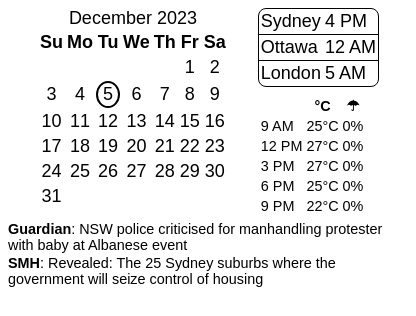 December 2023
Su Mo Tu We Th Fr Sa
1 2
3 4 5 6 7 8 9
10 11 12 13 14 15 16
17 18 19 20 21 22 23
24 25 26 27 28 29 30
31
Sydney 4 PM
Ottawa 12 AM
London 5 AM
°C ☂
9 AM 25°C 0%
12 PM 27°C 0%
3 PM 27°C 0%
6 PM 25°C 0%
9 PM 22°C 0%
Guardian: NSW police criticised for manhandling protester
with baby at Albanese event
SMH: Revealed: The 25 Sydney suburbs where the
government will seize control of housing